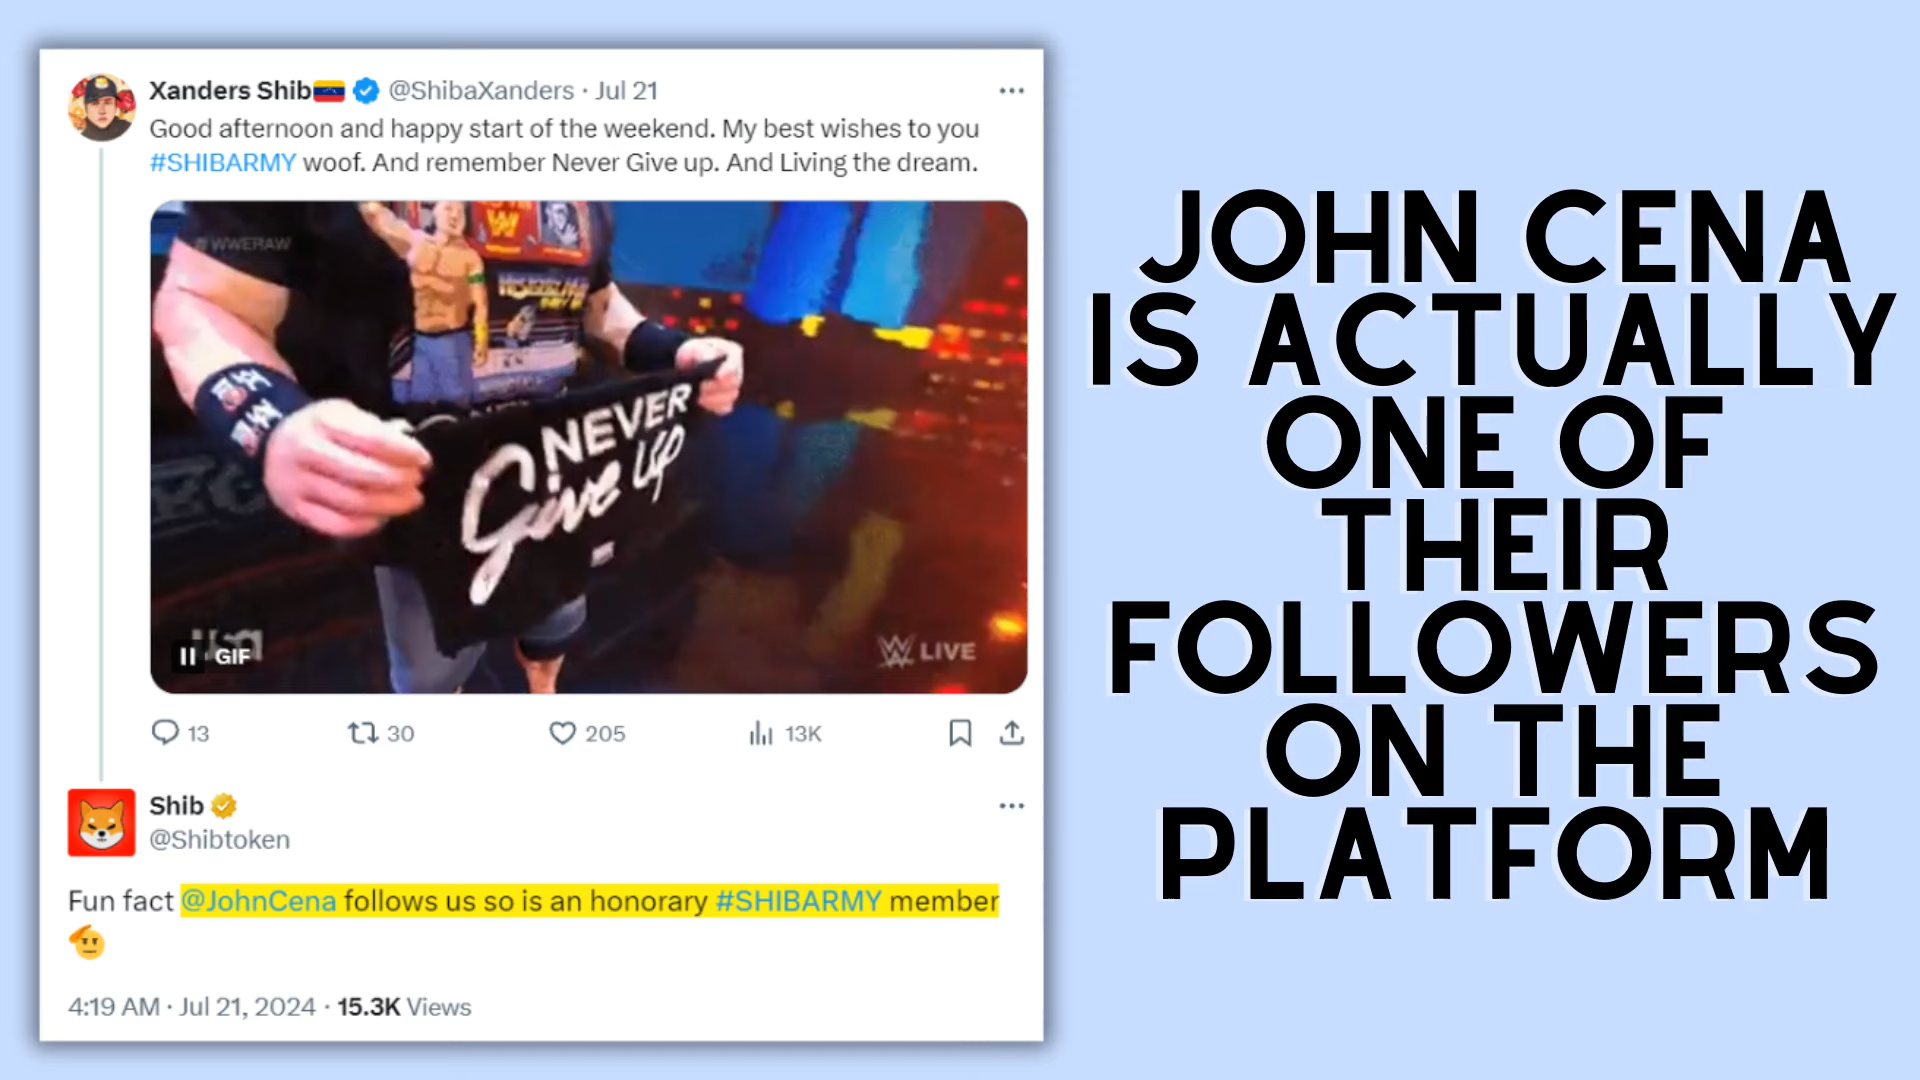 Xanders Shib @ShibaXanders · Jul 21
Good afternoon and happy start of the weekend. My best wishes to you
#SHIBARMY woof. And remember Never Give up. And Living the dream.
#WWERAW
NEVER
Give Up
usa
GIF
W LIVE
13 30 205 13K
Shib
@Shibtoken
Fun fact @JohnCena follows us so is an honorary #SHIBARMY member
4:19 AM · Jul 21, 2024 · 15.3K Views
JOHN CENA
IS ACTUALLY
ONE OF
THEIR
FOLLOWERS
ON THE
PLATFORM